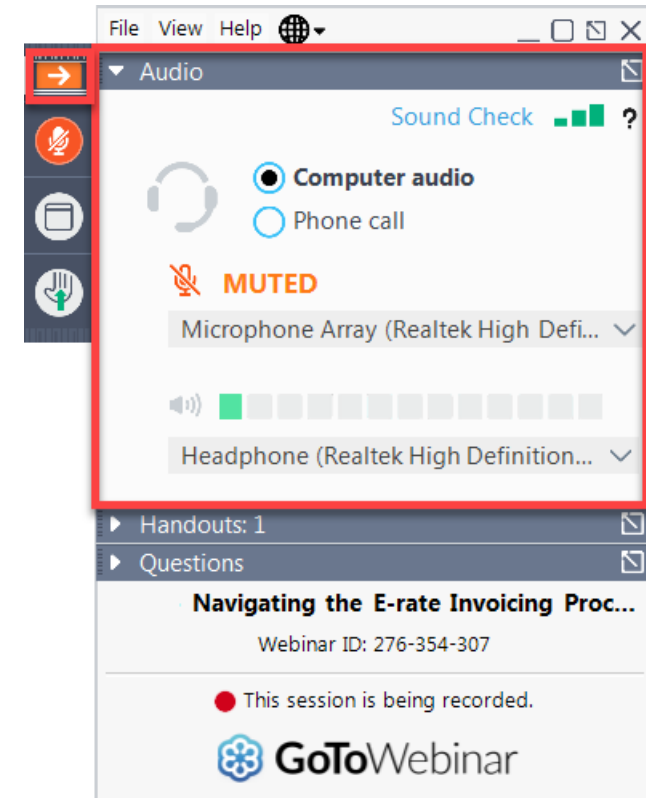 File View Help
Audio
Sound Check ?
Computer audio
Phone call
MUTED
Microphone Array (Realtek High Defi...
Headphone (Realtek High Definition...
Handouts: 1
Questions
Navigating the E-rate Invoicing Proc...
Webinar ID: 276-354-307
This session is being recorded.
GoToWebinar